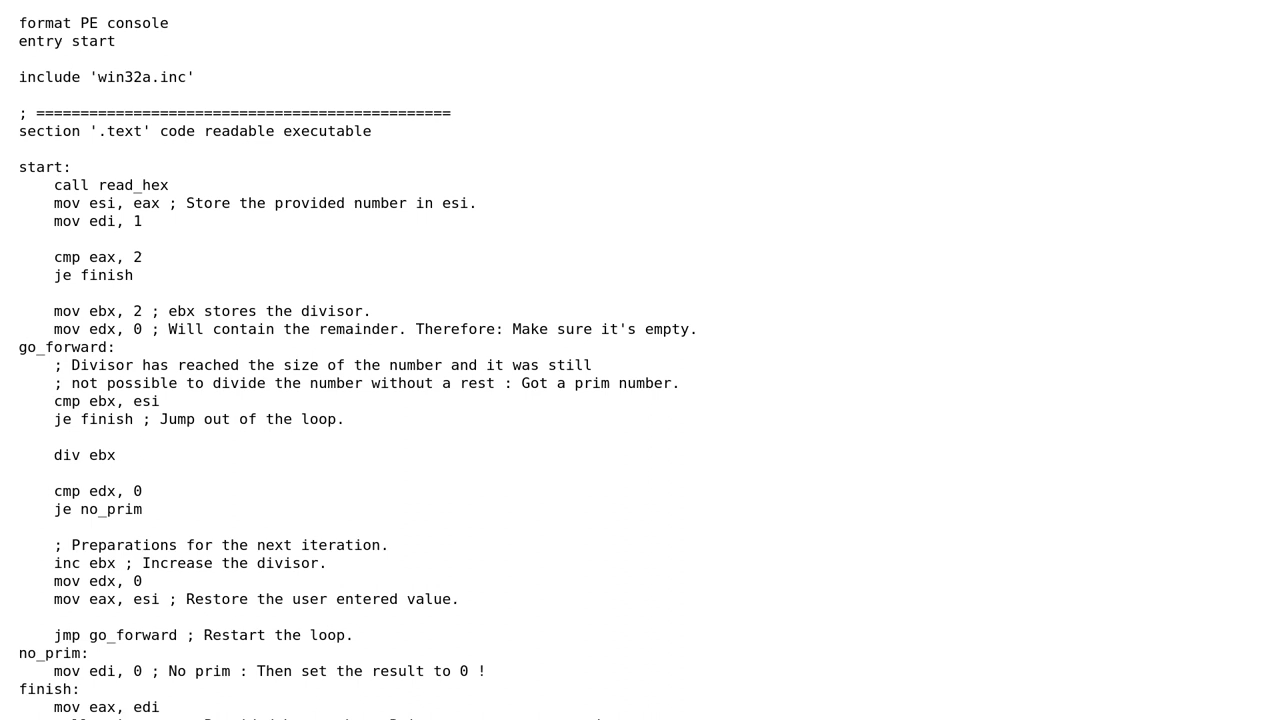 format PE console
entry start

include 'win32a.inc'

; ===============================================
section '.text' code readable executable

start:
    call read_hex
    mov esi, eax ; Store the provided number in esi.
    mov edi, 1

    cmp eax, 2
    je finish

    mov ebx, 2 ; ebx stores the divisor.
    mov edx, 0 ; Will contain the remainder. Therefore: Make sure it's empty.
go_forward:
    ; Divisor has reached the size of the number and it was still
    ; not possible to divide the number without a rest : Got a prim number.
    cmp ebx, esi
    je finish ; Jump out of the loop.

    div ebx

    cmp edx, 0
    je no_prim

    ; Preparations for the next iteration.
    inc ebx ; Increase the divisor.
    mov edx, 0
    mov eax, esi ; Restore the user entered value.

    jmp go_forward ; Restart the loop.
no_prim:
    mov edi, 0 ; No prim : Then set the result to 0 !
finish:
    mov eax, edi